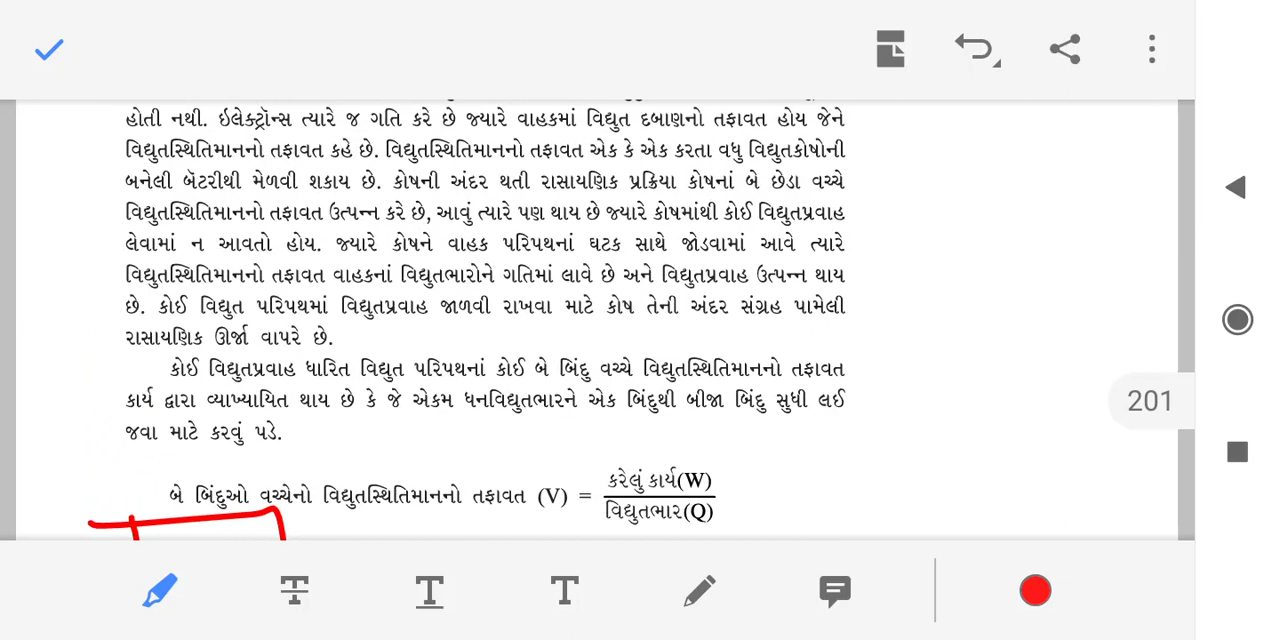 હોતી નથી. ઇલેક્ટ્રૉન્સ ત્યારે જ ગતિ કરે છે જ્યારે વાહકમાં વિદ્યુત દબાણનો તફાવત હોય જેને
વિદ્યુતસ્થિતિમાનનો તફાવત કહે છે. વિદ્યુતસ્થિતિમાનનો તફાવત એક કે એક કરતા વધુ વિદ્યુતકોષોની
બનેલી બૅટરીથી મેળવી શકાય છે. કોષની અંદર થતી રાસાયણિક પ્રક્રિયા કોષનાં બે છેડા વચ્ચે
વિદ્યુતસ્થિતિમાનનો તફાવત ઉત્પન્ન કરે છે, આવું ત્યારે પણ થાય છે જ્યારે કોષમાંથી કોઈ વિદ્યુતપ્રવાહ
લેવામાં ન આવતો હોય. જ્યારે કોષને વાહક પરિપથનાં ઘટક સાથે જોડવામાં આવે ત્યારે
વિદ્યુતસ્થિતિમાનનો તફાવત વાહકનાં વિદ્યુતભારોને ગતિમાં લાવે છે અને વિદ્યુતપ્રવાહ ઉત્પન્ન થાય
છે. કોઈ વિદ્યુત પરિપથમાં વિદ્યુતપ્રવાહ જાળવી રાખવા માટે કોષ તેની અંદર સંગ્રહ પામેલી
રાસાયણિક ઊર્જા વાપરે છે.
કોઈ વિદ્યુતપ્રવાહ ધારિત વિદ્યુત પરિપથનાં કોઈ બે બિંદુ વચ્ચે વિદ્યુતસ્થિતિમાનનો તફાવત
કાર્ય દ્વારા વ્યાખ્યાયિત થાય છે કે જે એકમ ધનવિદ્યુતભારને એક બિંદુથી બીજા બિંદુ સુધી લઈ
201
જવા માટે કરવું પડે.
બે બિંદુઓ વચ્ચેનો વિદ્યુતસ્થિતિમાનનો તફાવત (V) = કરેલું કાર્ય(W)
વિદ્યુતભાર(Q)